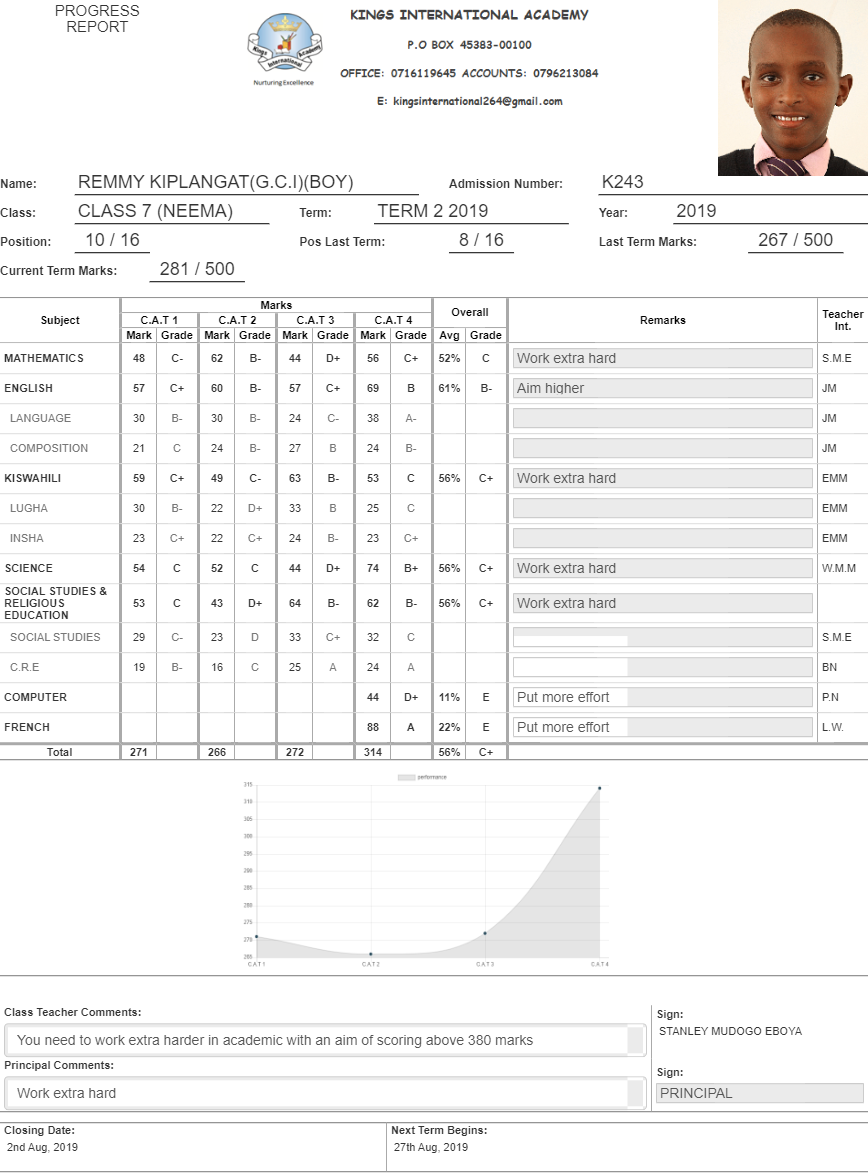 PROGRESS
REPORT
KINGS INTERNATIONAL ACADEMY
P.O BOX 45383-00100
OFFICE: 0716119645 ACCOUNTS: 0796213084
E: kingsinternational264@gmail.com
Kings International Academy
Nurturing Excellence
Name: REMMY KIPLANGAT(G.C.I)(BOY) Admission Number: K243
Class: CLASS 7 (NEEMA) Term: TERM 2 2019 Year: 2019
Position: 10 / 16 Pos Last Term: 8 / 16 Last Term Marks: 267 / 500
Current Term Marks: 281 / 500
Subject Marks Overall Remarks Teacher Int.
C.A.T 1 C.A.T 2 C.A.T 3 C.A.T 4
Mark Grade Mark Grade Mark Grade Mark Grade Avg Grade
MATHEMATICS 48 C- 62 B- 44 D+ 56 C+ 52% C Work extra hard S.M.E
ENGLISH 57 C+ 60 B- 57 C+ 69 B 61% B- Aim higher JM
LANGUAGE 30 B- 30 B- 24 C- 38 A- JM
COMPOSITION 21 C 24 B- 27 B 24 B- JM
KISWAHILI 59 C+ 49 C- 63 B- 53 C 56% C+ Work extra hard EMM
LUGHA 30 B- 22 D+ 33 B 25 C EMM
INSHA 23 C+ 22 C+ 24 B- 23 C+ EMM
SCIENCE 54 C 52 C 44 D+ 74 B+ 56% C+ Work extra hard W.M.M
SOCIAL STUDIES &
RELIGIOUS
EDUCATION 53 C 43 D+ 64 B- 62 B- 56% C+ Work extra hard
SOCIAL STUDIES 29 C- 23 D 33 C+ 32 C S.M.E
C.R.E 19 B- 16 C 25 A 24 A BN
COMPUTER 44 D+ 11% E Put more effort P.N
FRENCH 88 A 22% E Put more effort L.W.
Total 271 266 272 314 56% C+
performance
315
310
305
300
295
290
285
280
275
270
265
C.A.T 1 C.A.T 2 C.A.T 3 C.A.T 4
Class Teacher Comments:
You need to work extra harder in academic with an aim of scoring above 380 marks
Sign:
STANLEY MUDOGO EBOYA
Principal Comments:
Work extra hard
Sign:
PRINCIPAL
Closing Date:
2nd Aug, 2019
Next Term Begins:
27th Aug, 2019